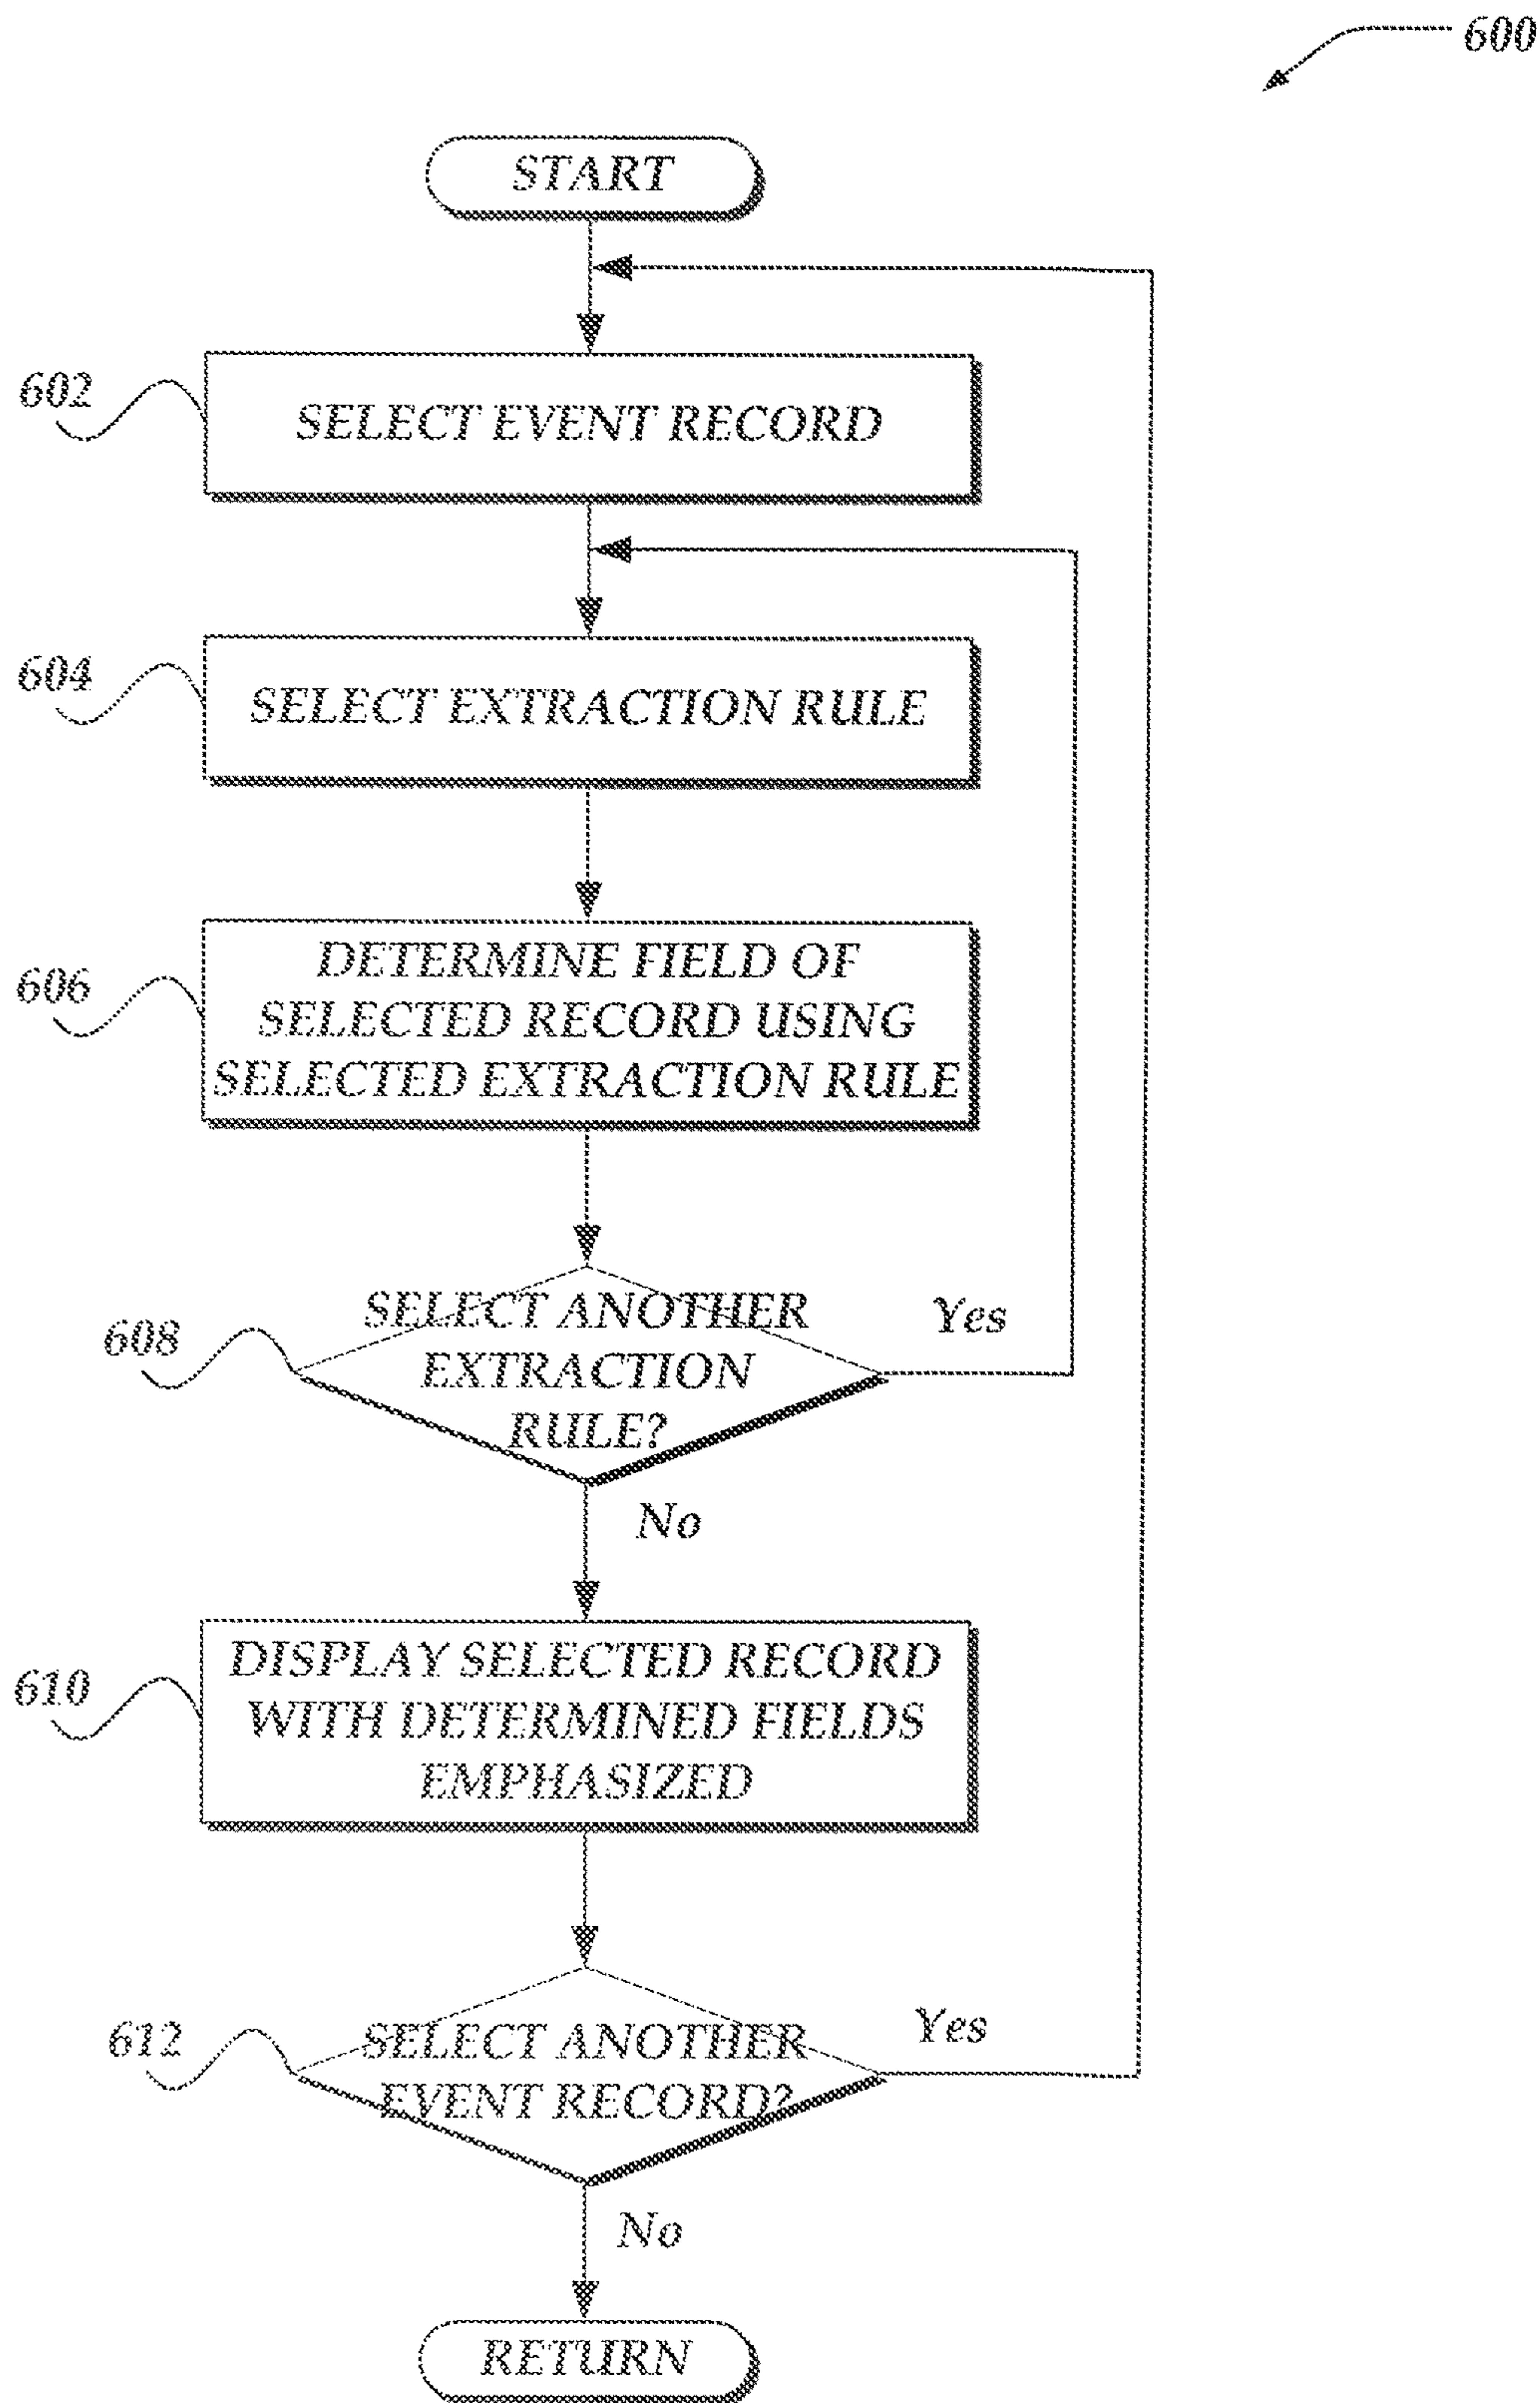 600
START
602
SELECT EVENT RECORD
604
SELECT EXTRACTION RULE
606
DETERMINE FIELD OF
SELECTED RECORD USING
SELECTED EXTRACTION RULE
608
SELECT ANOTHER
EXTRACTION
RULE?
Yes
No
610
DISPLAY SELECTED RECORD
WITH DETERMINED FIELDS
EMPHASIZED
612
SELECT ANOTHER
EVENT RECORD?
Yes
No
RETURN